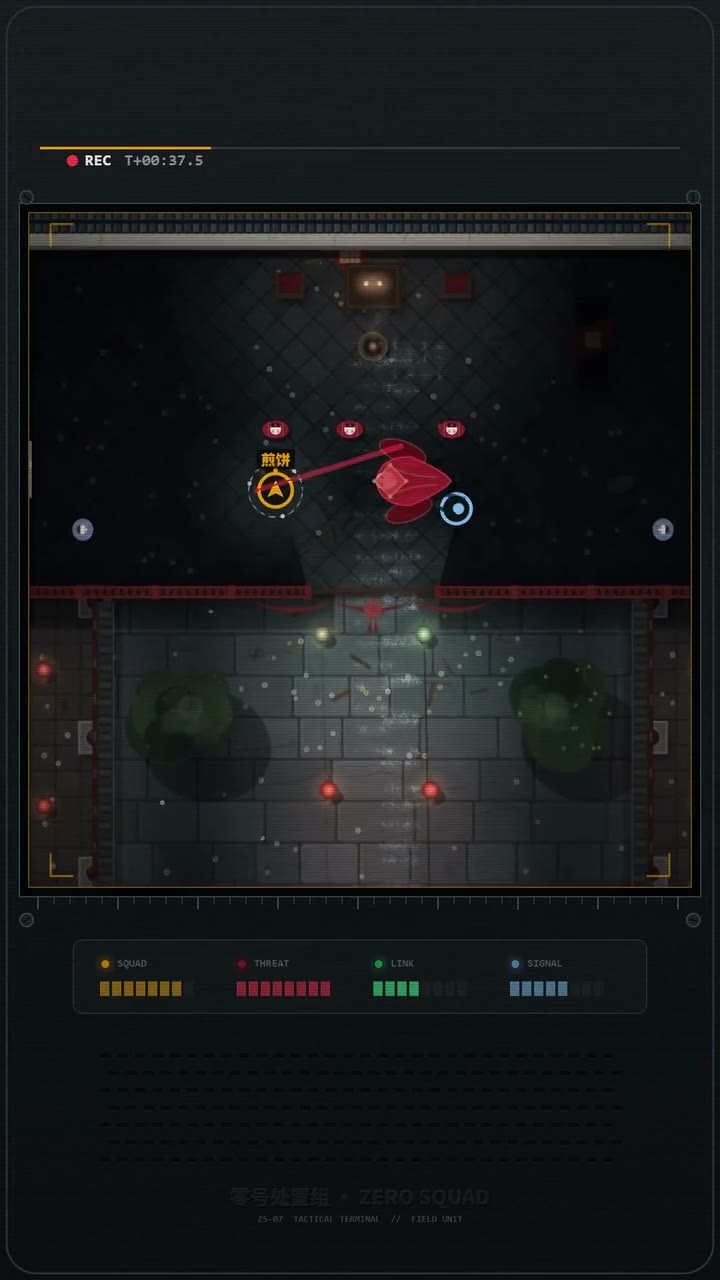 REC T+00:37.5
煎饼
SQUAD THREAT LINK SIGNAL
零号处置组 · ZERO SQUAD
ZS-07 TACTICAL TERMINAL // FIELD UNIT